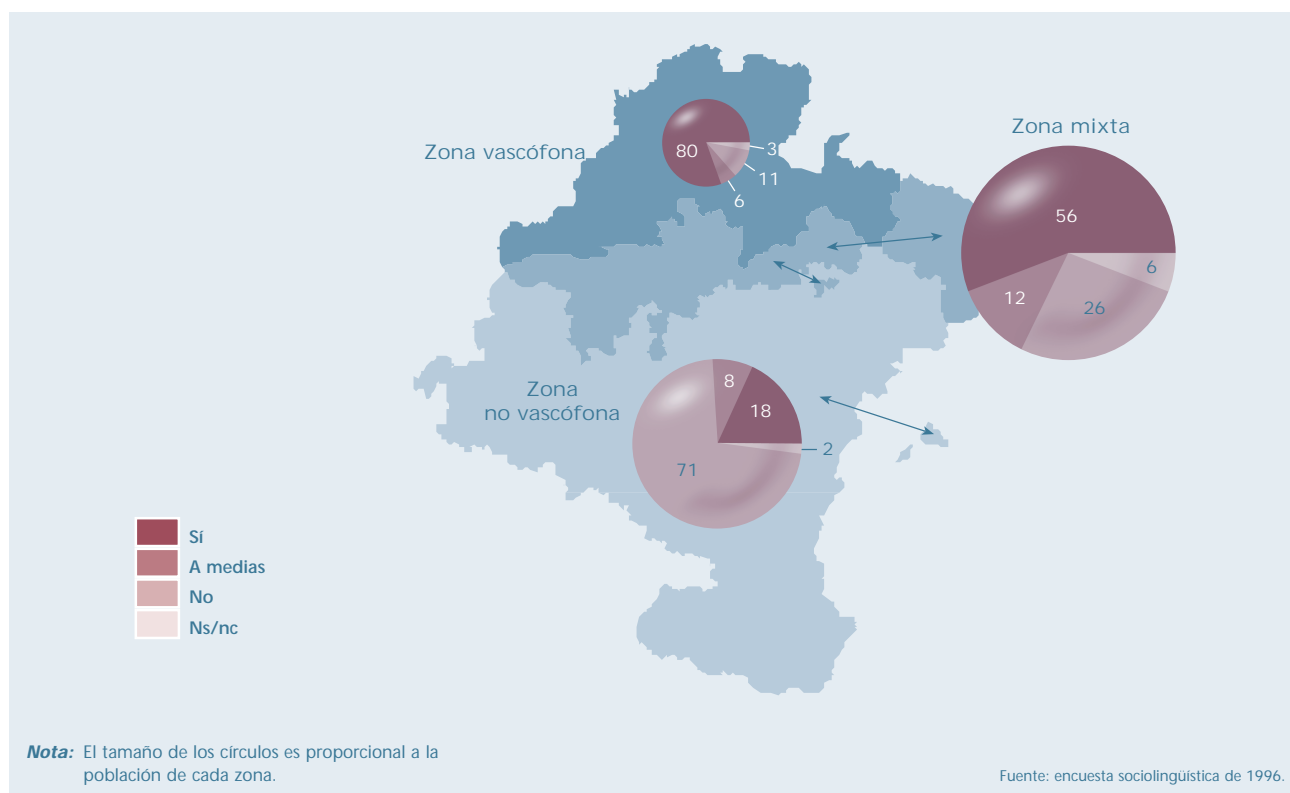 Zona vascófona
80
3
11
6
Zona mixta
56
6
12
26
Zona
no vascófona
8
18
2
71
Sí
A medias
No
Ns/nc
Nota: El tamaño de los círculos es proporcional a la
población de cada zona.
Fuente: encuesta sociolingüística de 1996.